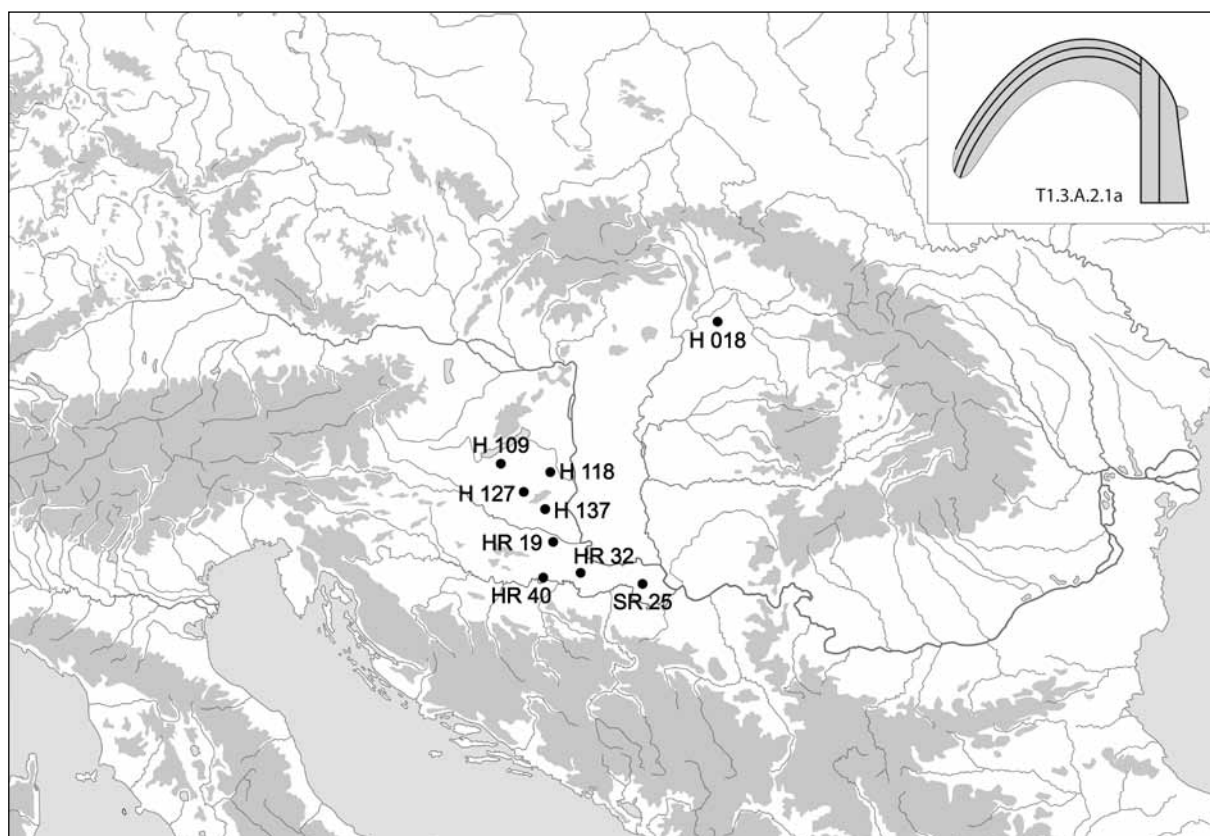 T1.3.A.2.1a
H 018
H 109
H 118
H 127
H 137
HR 19
HR 32
HR 40
SR 25